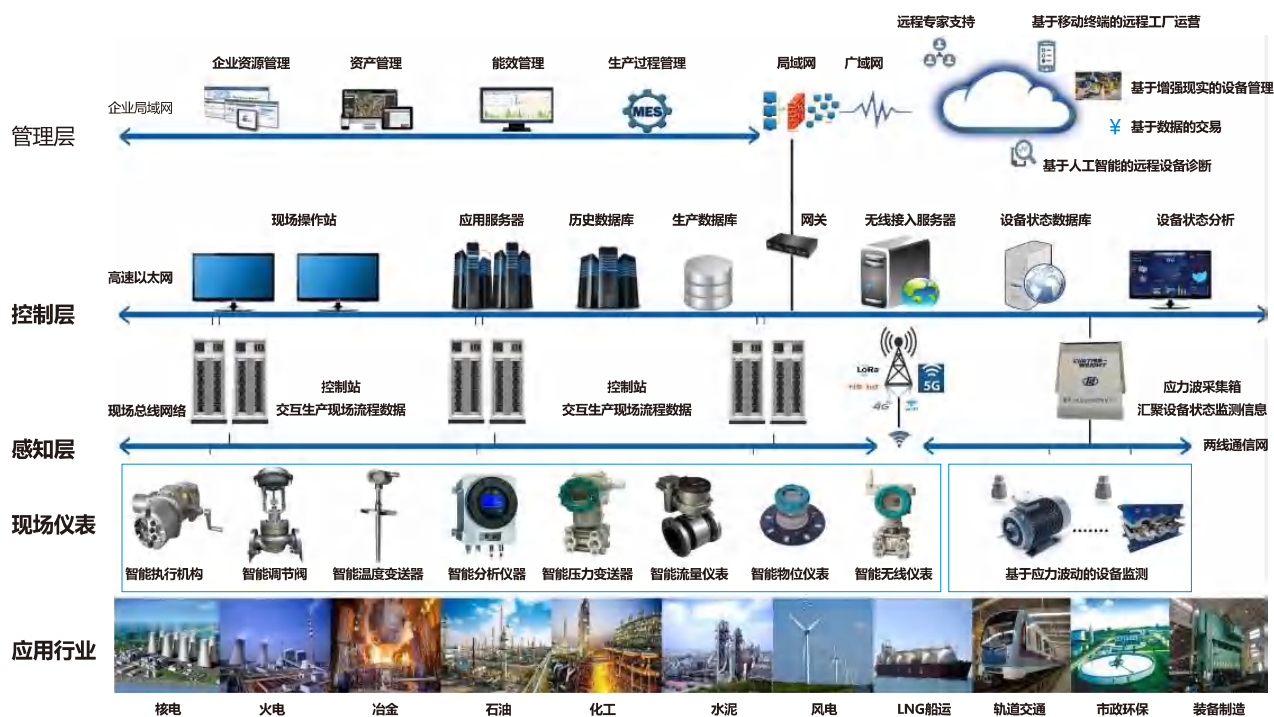 远程专家支持
基于移动终端的远程工厂运营
企业资源管理
资产管理
能效管理
生产过程管理
局域网
广域网
基于增强现实的设备管理
企业局域网
MES
¥ 基于数据的交易
管理层
基于人工智能的远程设备诊断
现场操作站
应用服务器
历史数据库
生产数据库
网关
无线接入服务器
设备状态数据库
设备状态分析
高速以太网
控制层
LoRa
5G
4G
CURTISS-WRIGHT
控制站
交互生产现场流程数据
控制站
交互生产现场流程数据
应力波采集箱
汇聚设备状态监测信息
现场总线网络
感知层
两线通信网
现场仪表
智能执行机构
智能调节阀
智能温度变送器
智能分析仪器
智能压力变送器
智能流量仪表
智能物位仪表
智能无线仪表
基于应力波动的设备监测
应用行业
核电
火电
冶金
石油
化工
水泥
风电
LNG船运
轨道交通
市政环保
装备制造